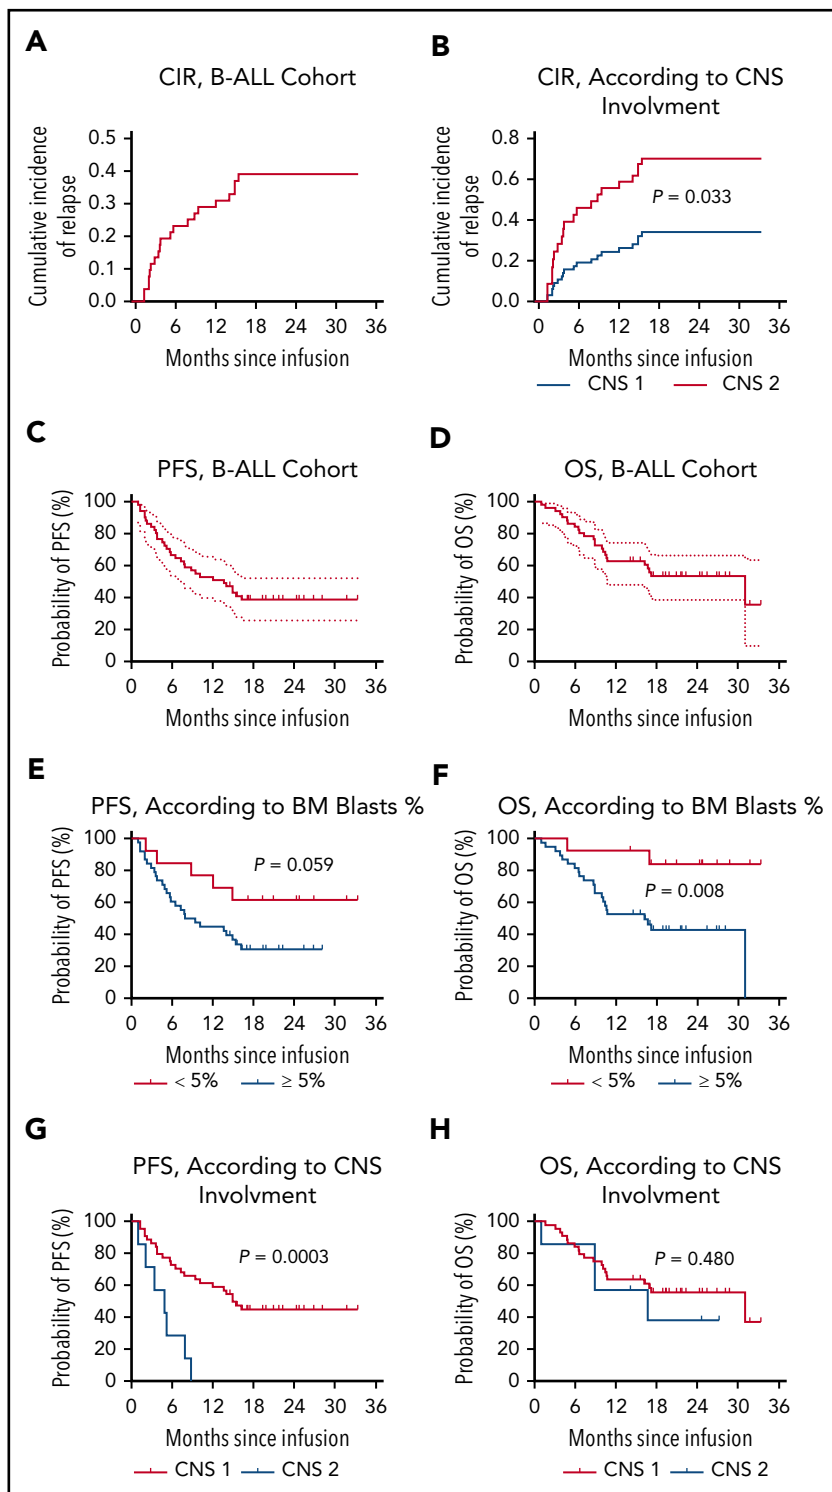 A
CIR, B-ALL Cohort
Cumulative incidence
of relapse
0.5
0.4
0.3
0.2
0.1
0.0
0 6 12 18 24 30 36
Months since infusion
B
CIR, According to CNS
Involvment
Cumulative incidence
of relapse
0.8
0.6
0.4
0.2
0.0
P = 0.033
0 6 12 18 24 30 36
Months since infusion
CNS 1 CNS 2
C
PFS, B-ALL Cohort
Probability of PFS (%)
100
80
60
40
20
0
0 6 12 18 24 30 36
Months since infusion
D
OS, B-ALL Cohort
Probability of OS (%)
100
80
60
40
20
0
0 6 12 18 24 30 36
Months since infusion
E
PFS, According to BM Blasts %
Probability of PFS (%)
100
80
60
40
20
0
P = 0.059
0 6 12 18 24 30 36
Months since infusion
< 5% ≥ 5%
F
OS, According to BM Blasts %
Probability of OS (%)
100
80
60
40
20
0
P = 0.008
0 6 12 18 24 30 36
Months since infusion
< 5% ≥ 5%
G
PFS, According to CNS
Involvment
Probability of PFS (%)
100
80
60
40
20
0
P = 0.0003
0 6 12 18 24 30 36
Months since infusion
CNS 1 CNS 2
H
OS, According to CNS
Involvment
Probability of OS (%)
100
80
60
40
20
0
P = 0.480
0 6 12 18 24 30 36
Months since infusion
CNS 1 CNS 2